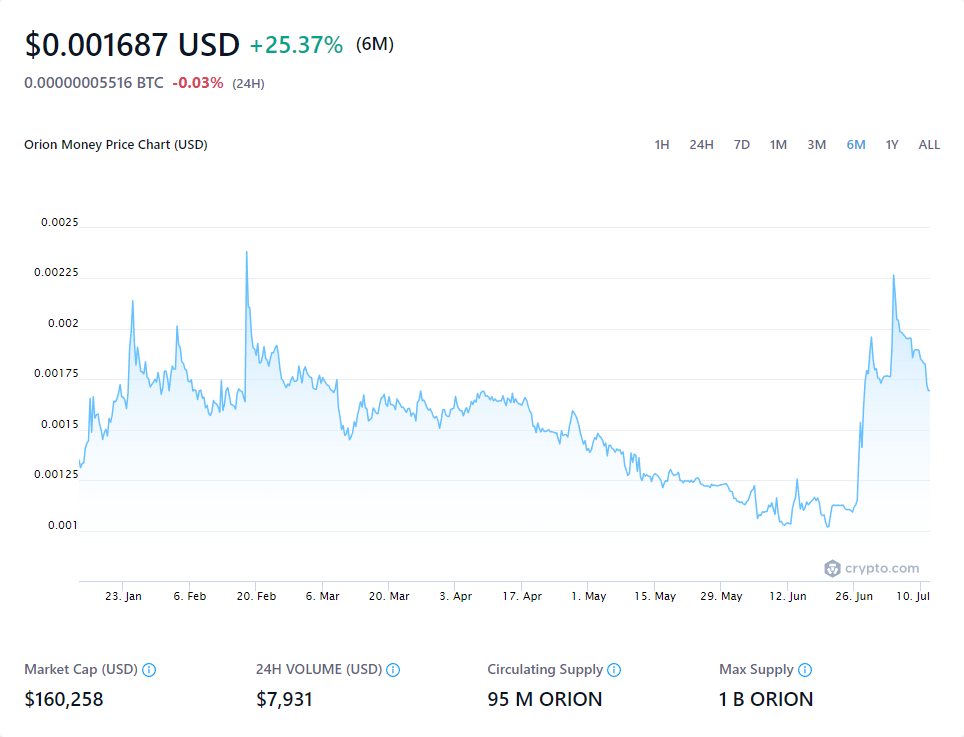 $0.001687 USD +25.37% (6M)
0.00000005516 BTC -0.03% (24H)
Orion Money Price Chart (USD)
1H 24H 7D 1M 3M 6M 1Y ALL
0.0025
0.00225
0.002
0.00175
0.0015
0.00125
0.001
crypto.com
23. Jan 6. Feb 20. Feb 6. Mar 20. Mar 3. Apr 17. Apr 1. May 15. May 29. May 12. Jun 26. Jun 10. Jul
Market Cap (USD) 24H VOLUME (USD) Circulating Supply Max Supply
$160,258 $7,931 95 M ORION 1 B ORION